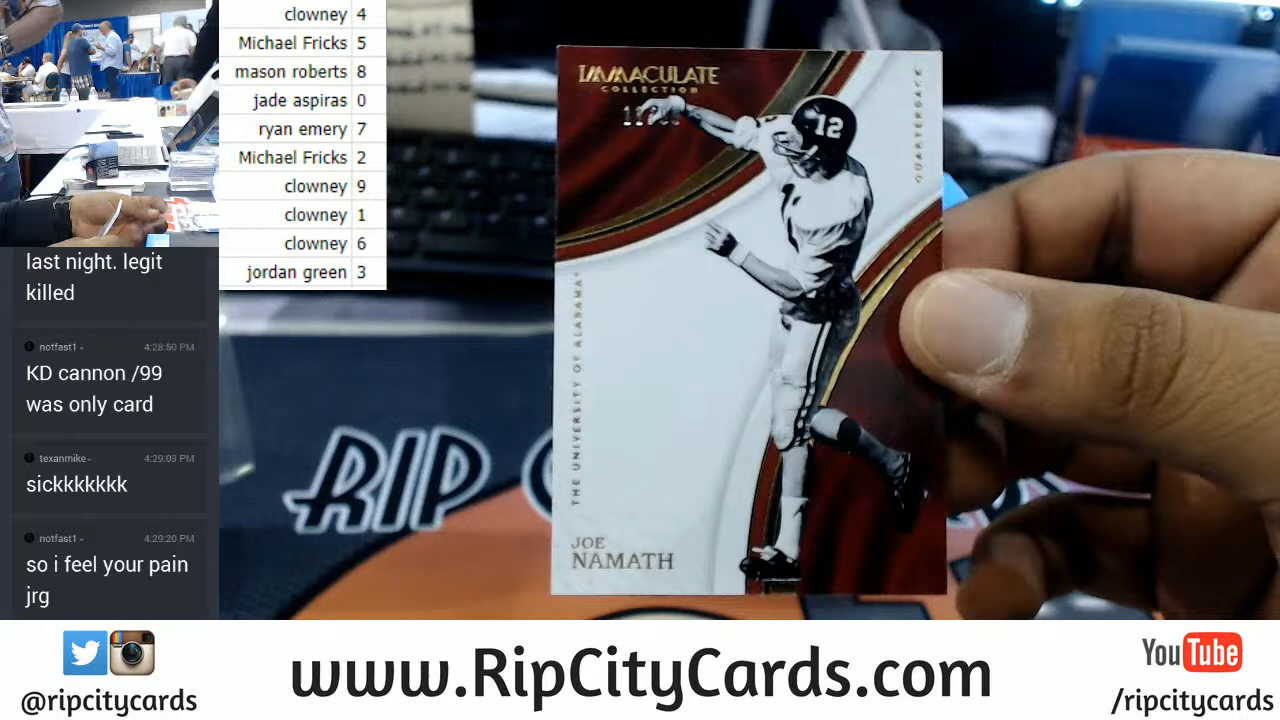 clowney 4
Michael Fricks 5
mason roberts 8
jade aspiras 0
ryan emery 7
Michael Fricks 2
clowney 9
clowney 1
clowney 6
jordan green 3
last night. legit
killed
notfast1 - 4:28:50 PM
KD cannon /99
was only card
texanmike- 4:29:03 PM
sickkkkkkk
notfast1 - 4:29:20 PM
so i feel your pain
jrg
IMMACULATE
COLLECTION
12
QUARTERBACK
THE UNIVERSITY OF ALABAMA
JOE
NAMATH
RIP
@ripcitycards
www.RipCityCards.com
YouTube
/ripcitycards